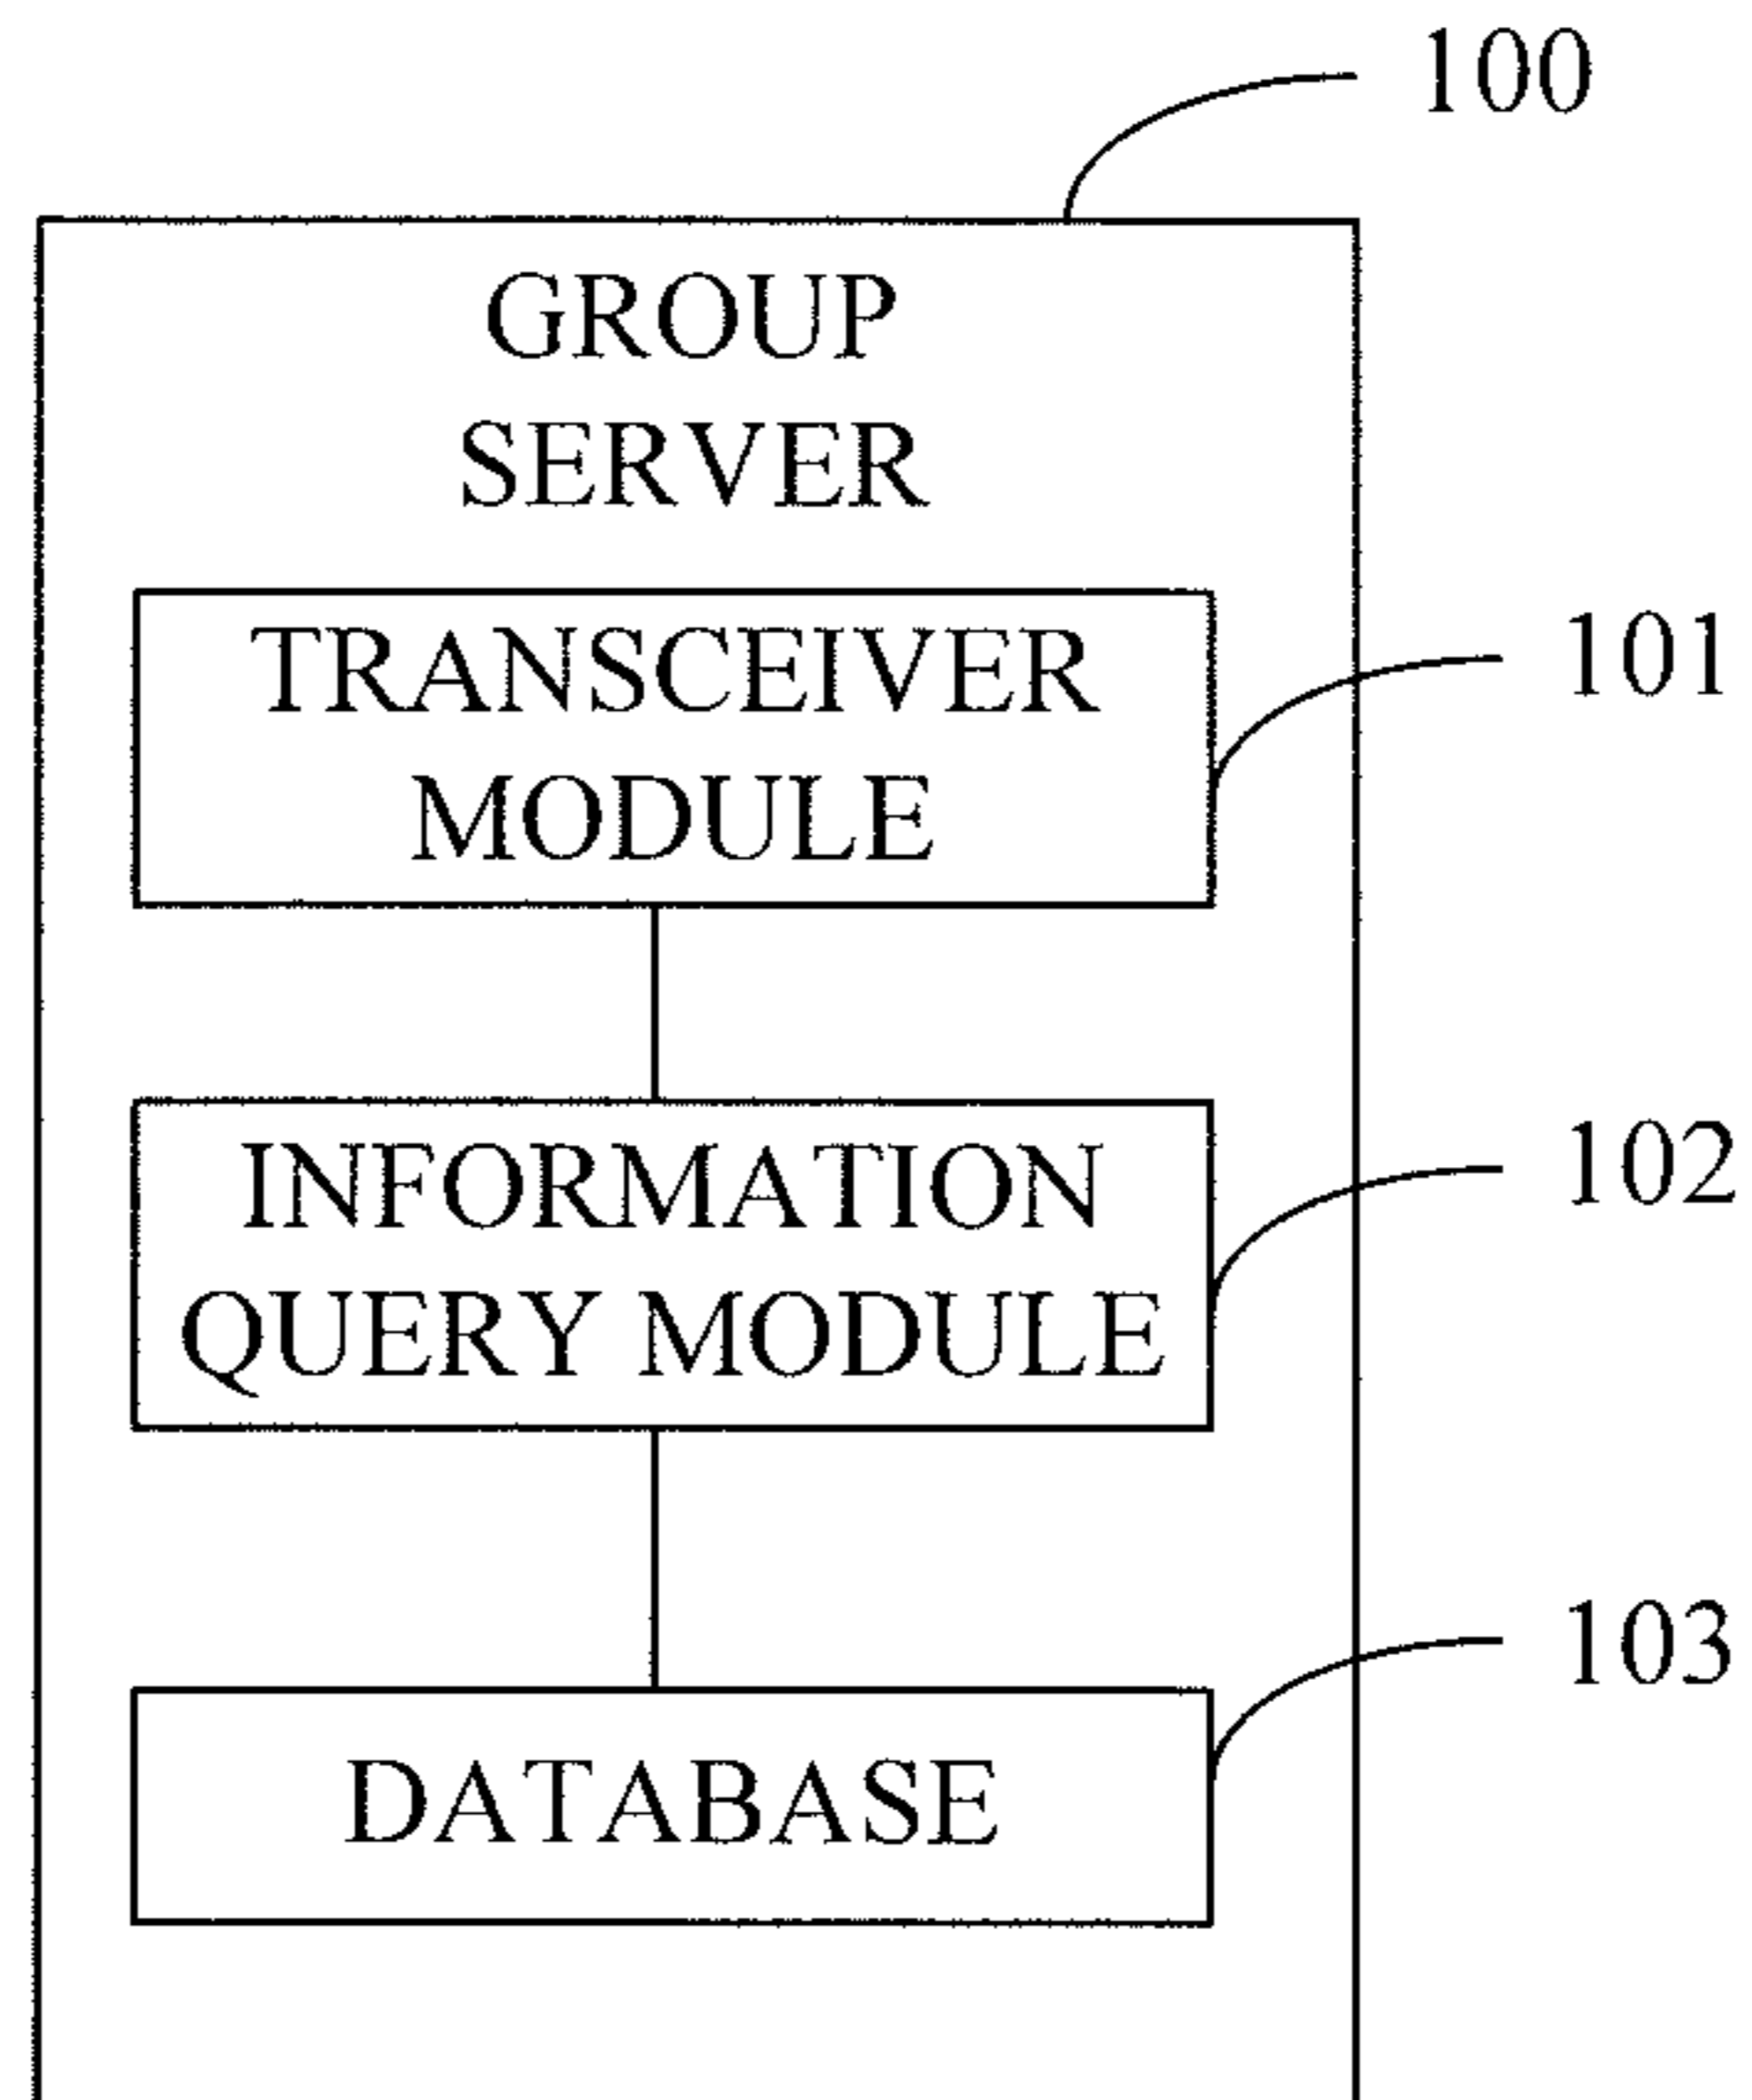 100
GROUP
SERVER
TRANSCEIVER
MODULE
101
INFORMATION
QUERY MODULE
102
DATABASE
103